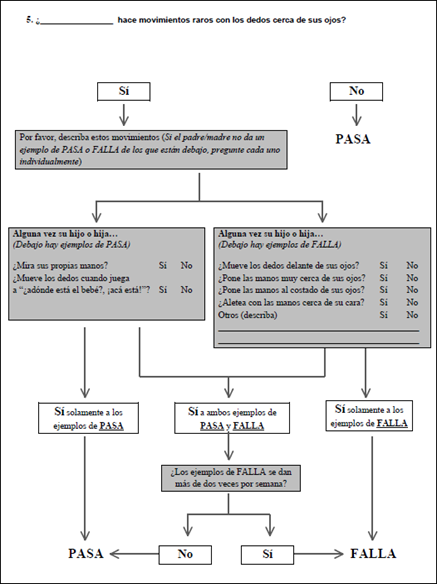 5. ¿_______________ hace movimientos raros con los dedos cerca de sus ojos?
Sí
No
PASA
Por favor, describa estos movimientos (Si el padre/madre no da un
ejemplo de PASA o FALLA de los que están debajo, pregunte cada uno
individualmente)
Alguna vez su hijo o hija…
(Debajo hay ejemplos de PASA)
¿Mira sus propias manos? Sí No
¿Mueve los dedos cuando juega
a “¿adónde está el bebé?, ¡acá está!”? Sí No
Alguna vez su hijo o hija…
(Debajo hay ejemplos de FALLA)
¿Mueve los dedos delante de sus ojos? Sí No
¿Pone las manos muy cerca de sus ojos? Sí No
¿Pone las manos al costado de sus ojos? Sí No
¿Aletea con las manos cerca de su cara? Sí No
Otros (describa) Sí No
Sí solamente a los
ejemplos de PASA
Sí a ambos ejemplos de
PASA y FALLA
Sí solamente a los
ejemplos de FALLA
¿Los ejemplos de FALLA se dan
más de dos veces por semana?
PASA
No
Sí
FALLA